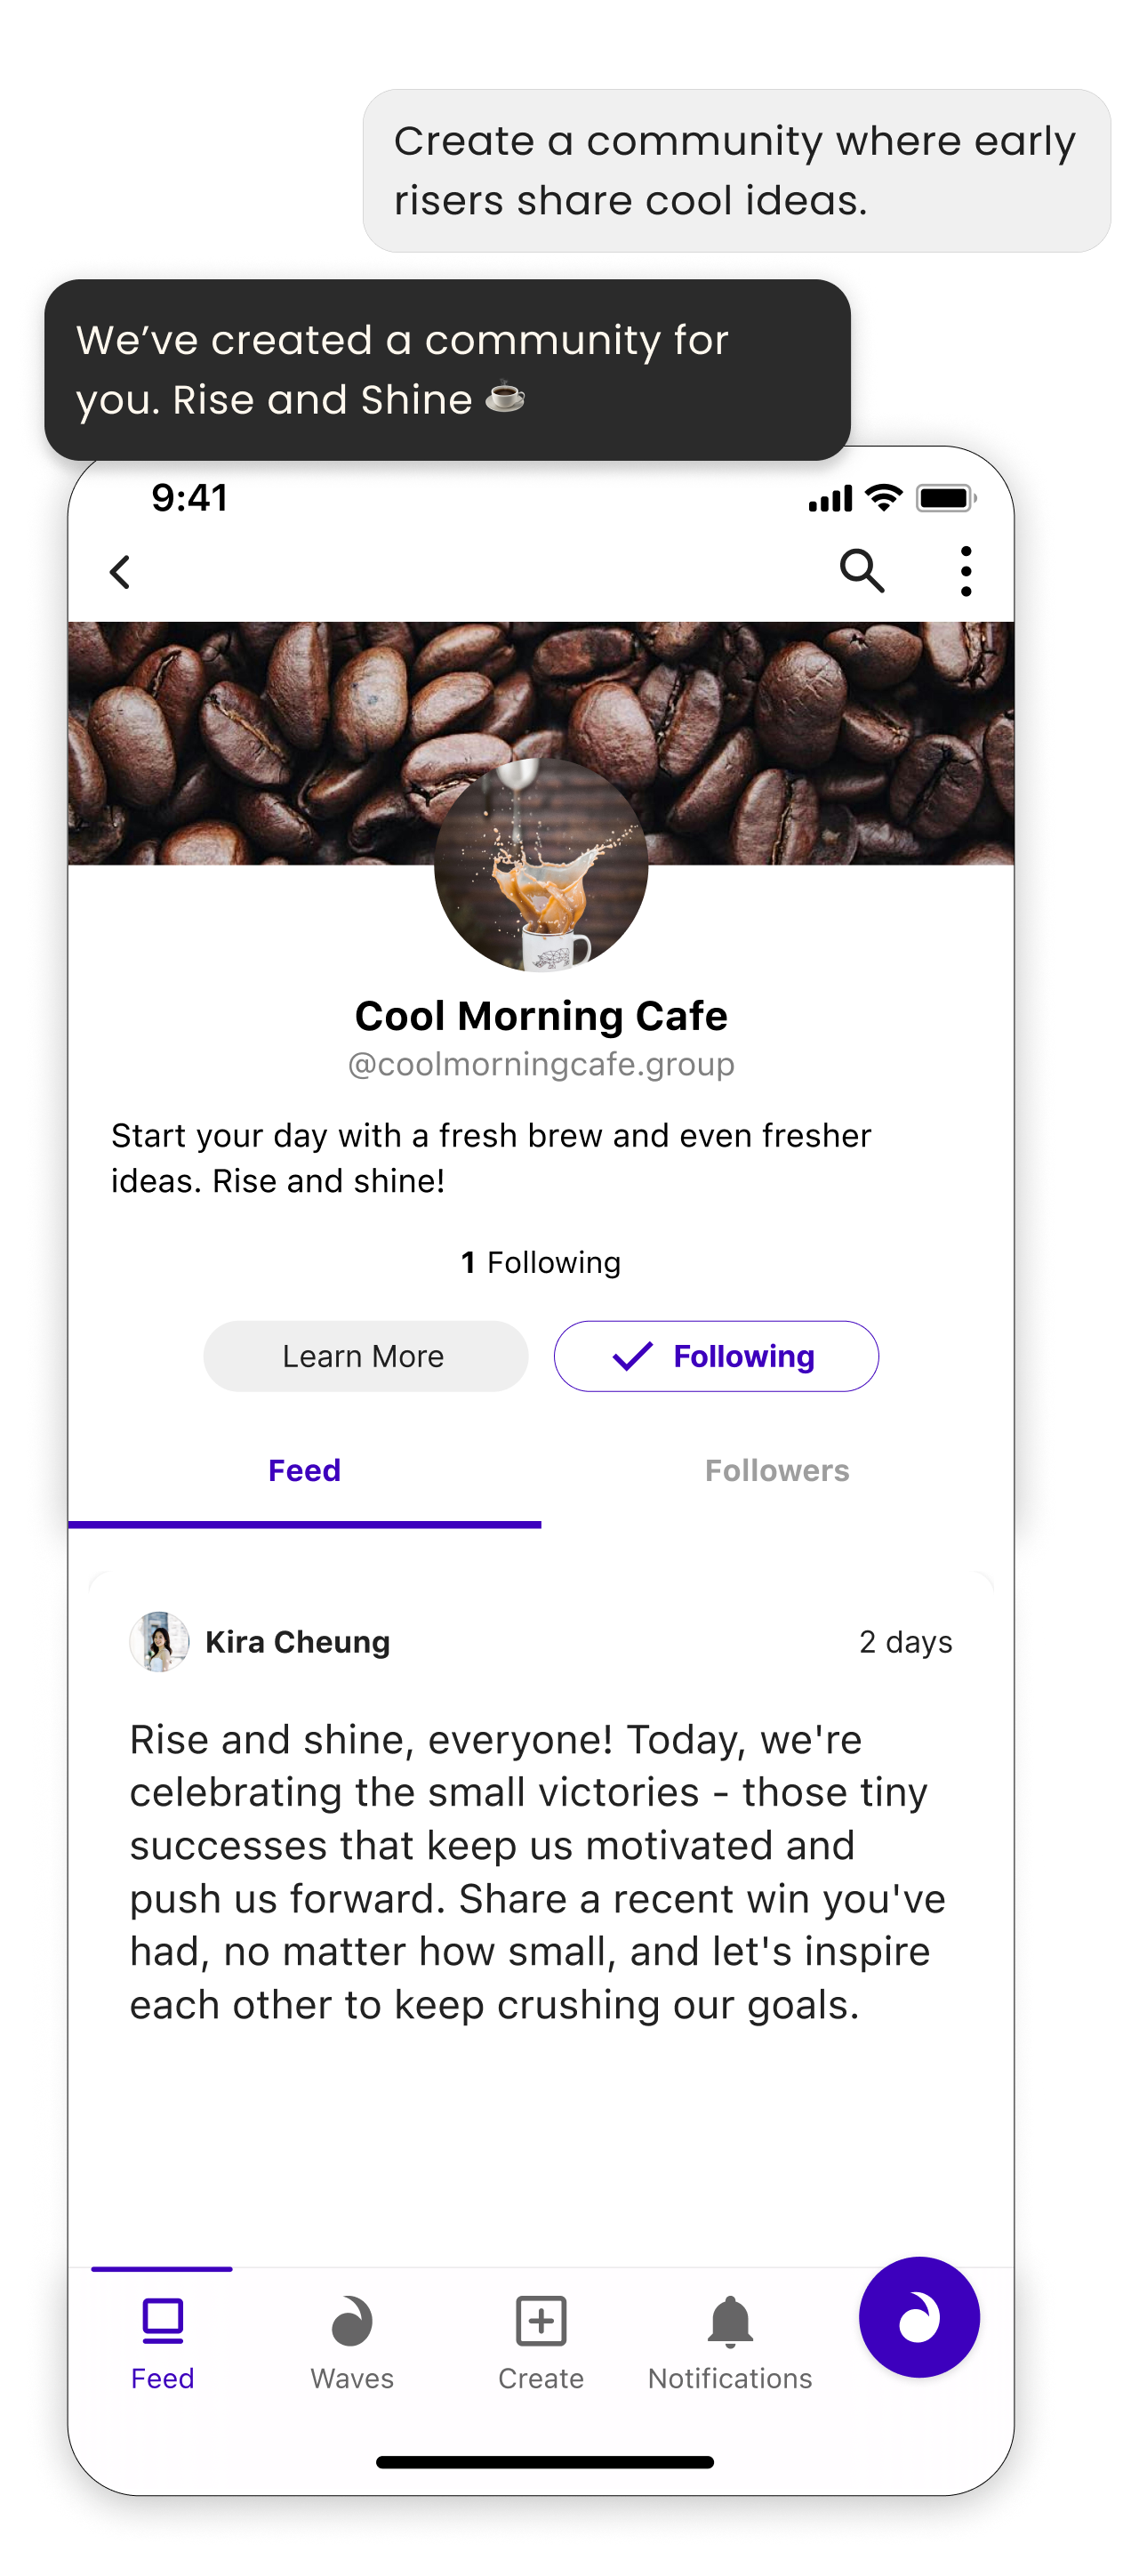 Create a community where early
risers share cool ideas.
We’ve created a community for
you. Rise and Shine ☕
9:41
Cool Morning Cafe
@coolmorningcafe.group
Start your day with a fresh brew and even fresher
ideas. Rise and shine!
1 Following
Learn More
Following
Feed
Followers
Kira Cheung
2 days
Rise and shine, everyone! Today, we're
celebrating the small victories - those tiny
successes that keep us motivated and
push us forward. Share a recent win you've
had, no matter how small, and let's inspire
each other to keep crushing our goals.
Feed
Waves
Create
Notifications